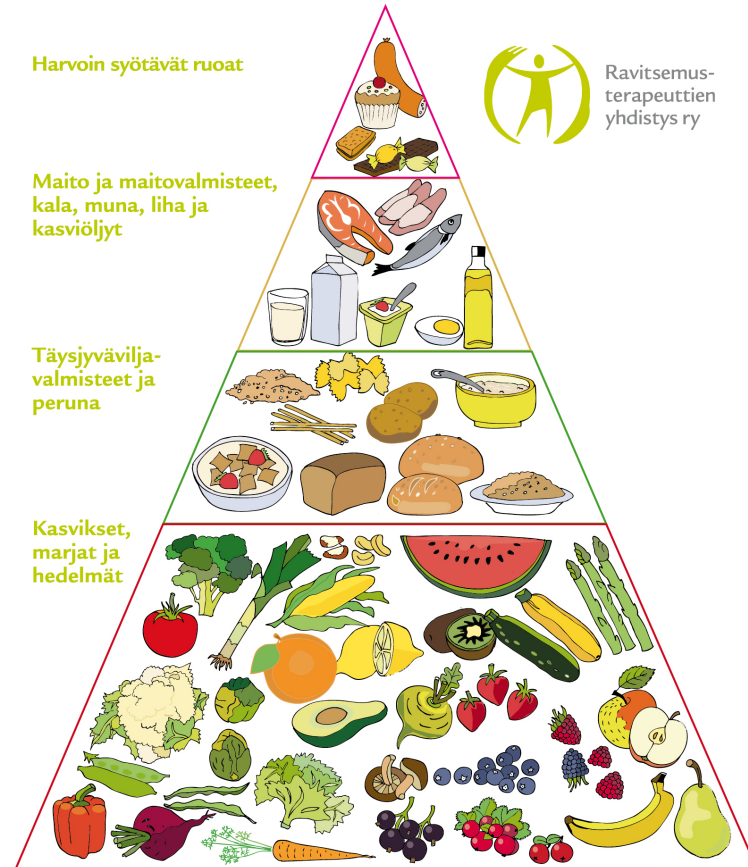 Harvoin syötävät ruoat
Ravitsemus-
terapeuttien
yhdistys ry
Maito ja maitovalmisteet,
kala, muna, liha ja
kasviöljyt
Täysjyvävilja-
valmisteet ja
peruna
Kasvikset,
marjat ja
hedelmät